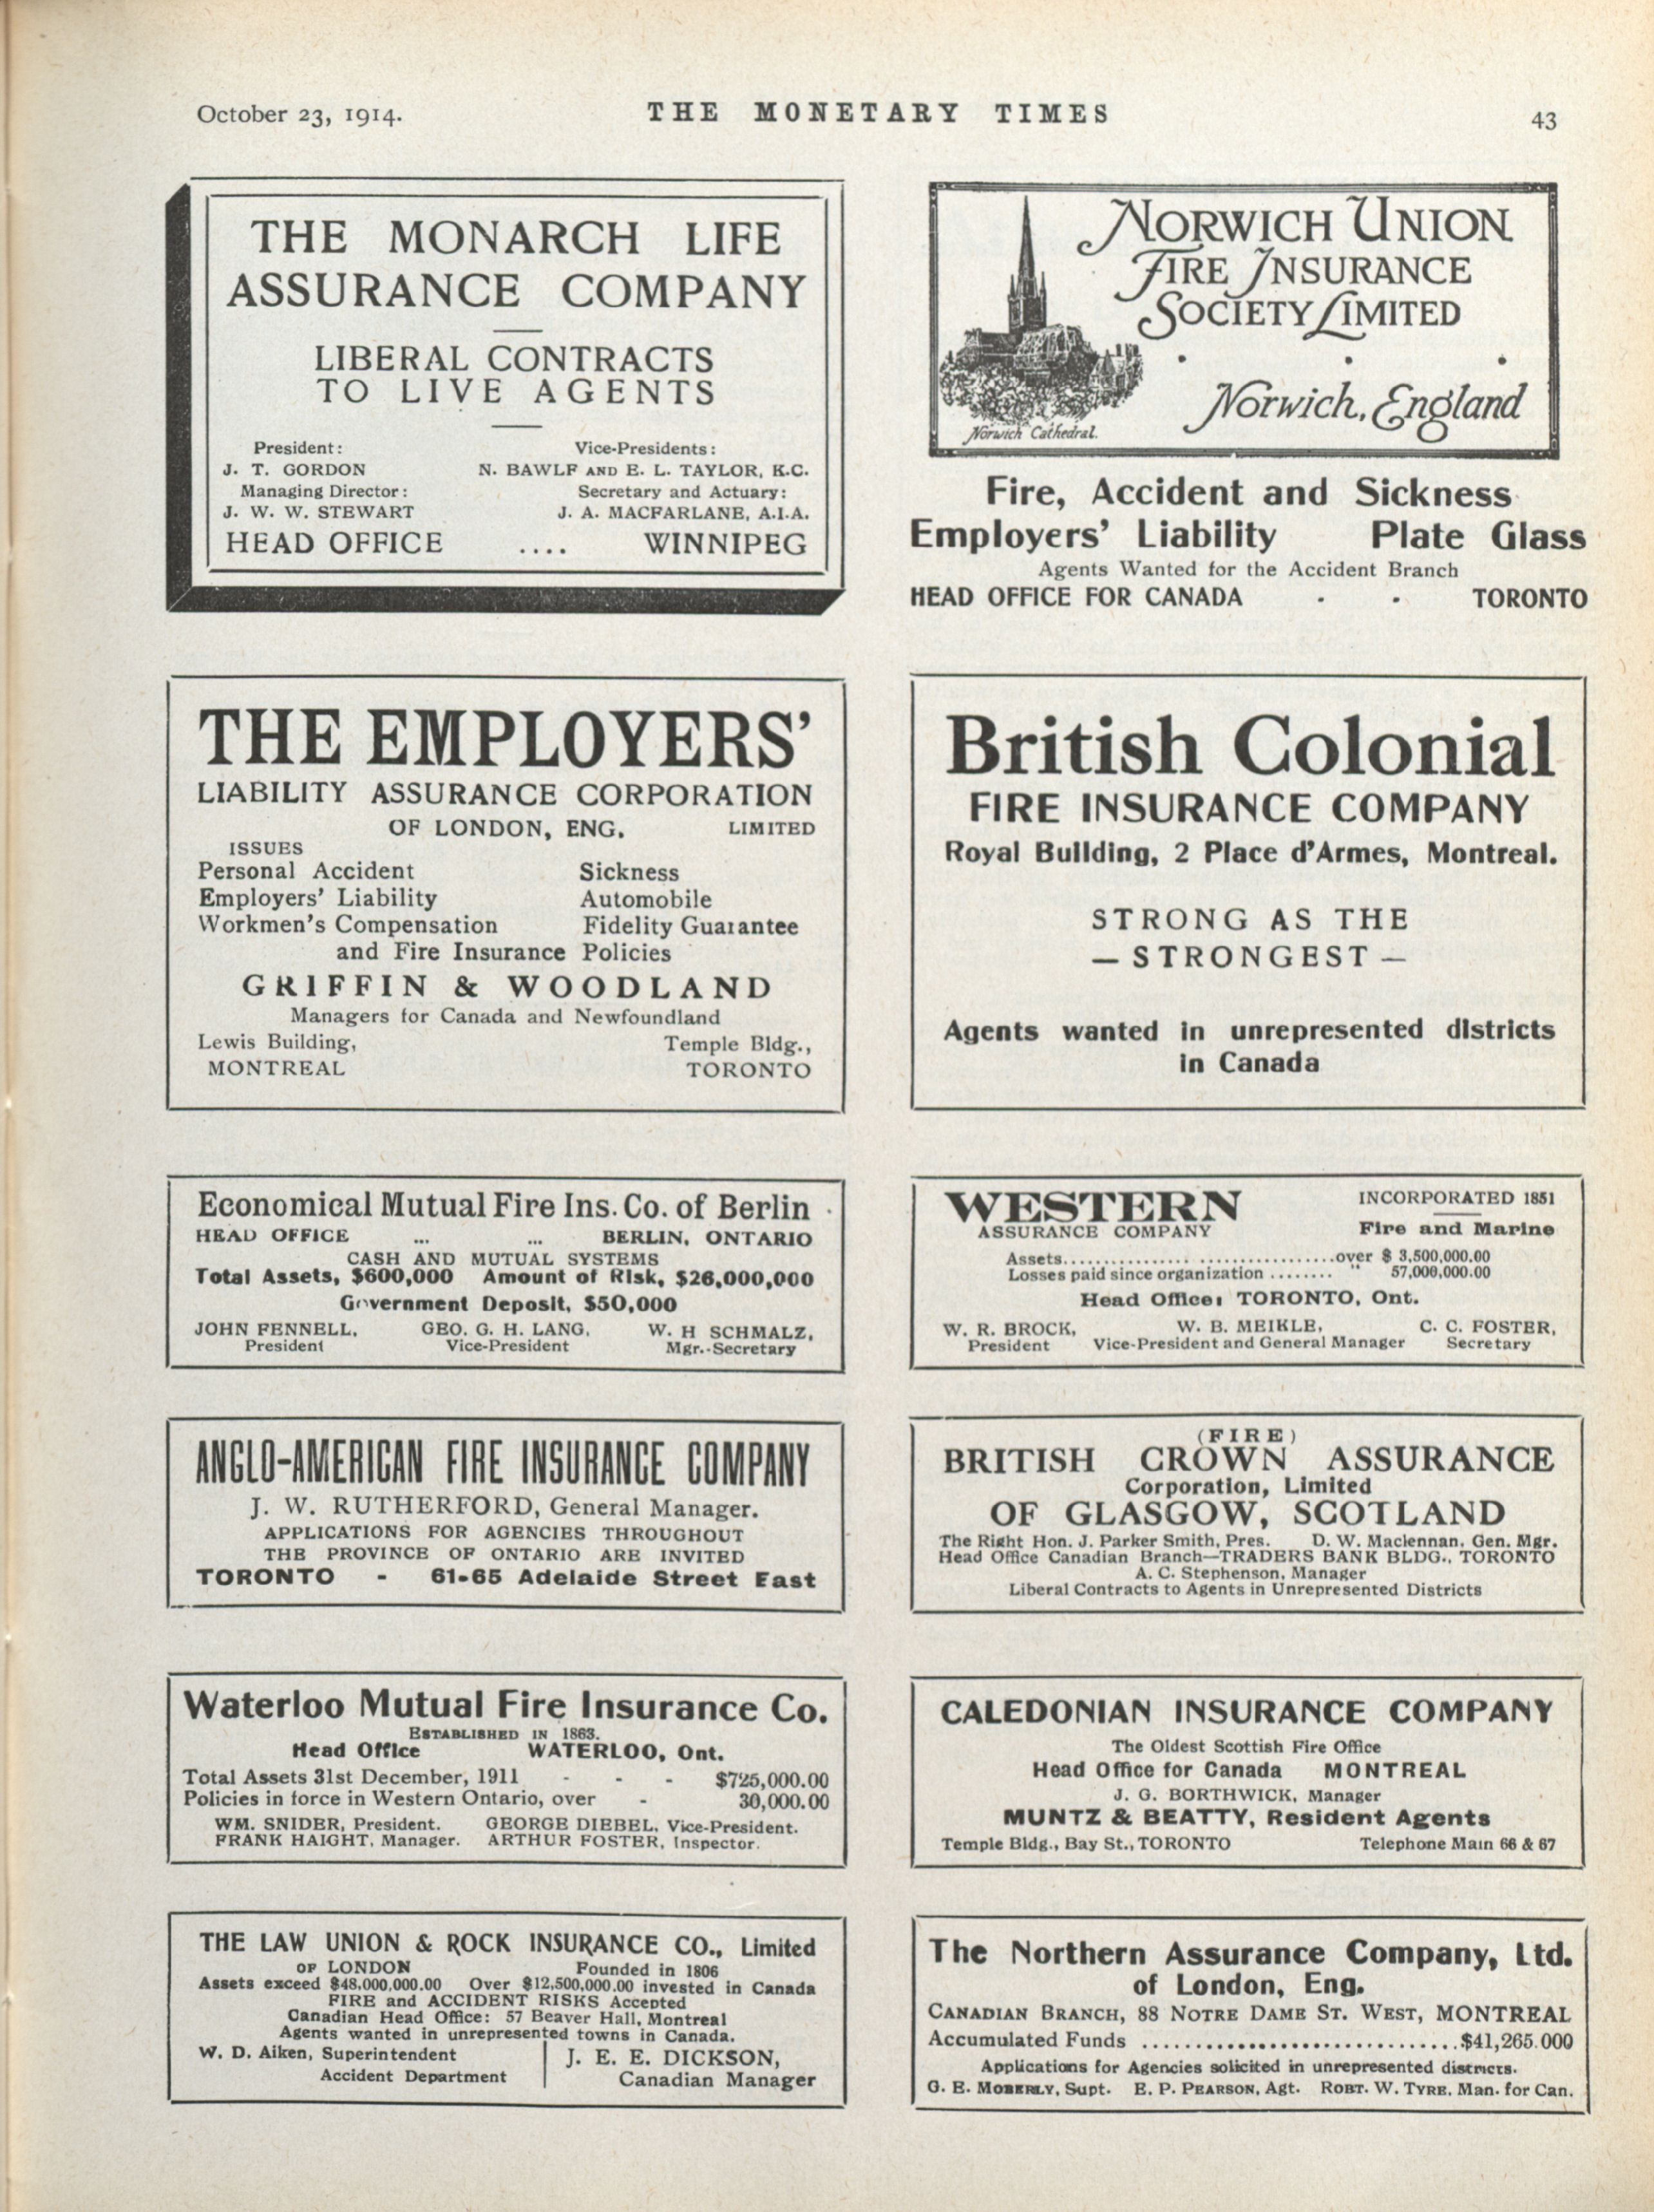 October 23, 1914.
THE MONETARY TIMES
43
THE MONARCH LIFE
ASSURANCE COMPANY
LIBERAL CONTRACTS
TO LIVE AGENTS
President: Vice-Presidents:
J. T. GORDON N. BAWLF AND E. L. TAYLOR, K.C.
Managing Director: Secretary and Actuary:
J. W. W. STEWART J. A. MACFARLANE, A.I.A.
HEAD OFFICE .... WINNIPEG
NORWICH UNION
FIRE INSURANCE
SOCIETY LIMITED
Norwich, England
Norwich Cathedral.
Fire, Accident and Sickness
Employers' Liability Plate Glass
Agents Wanted for the Accident Branch
HEAD OFFICE FOR CANADA - - TORONTO
THE EMPLOYERS'
LIABILITY ASSURANCE CORPORATION
OF LONDON, ENG. LIMITED
ISSUES
Personal Accident Sickness
Employers' Liability Automobile
Workmen's Compensation Fidelity Guarantee
and Fire Insurance Policies
GRIFFIN & WOODLAND
Managers for Canada and Newfoundland
Lewis Building, Temple Bldg.,
MONTREAL TORONTO
British Colonial
FIRE INSURANCE COMPANY
Royal Building, 2 Place d'Armes, Montreal.
STRONG AS THE
— STRONGEST —
Agents wanted in unrepresented districts
in Canada
Economical Mutual Fire Ins. Co. of Berlin
HEAD OFFICE ... ... BERLIN, ONTARIO
CASH AND MUTUAL SYSTEMS
Total Assets, $600,000 Amount of Risk, $26,000,000
Government Deposit, $50,000
JOHN FENNELL, GEO. G. H. LANG, W. H SCHMALZ,
President Vice-President Mgr.-Secretary
WESTERN INCORPORATED 1851
ASSURANCE COMPANY Fire and Marine
Assets.................................over $ 3,500,000.00
Losses paid since organization ........ " 57,000,000.00
Head Office: TORONTO, Ont.
W. R. BROCK, W. B. MEIKLE, C. C. FOSTER,
President Vice-President and General Manager Secretary
ANGLO-AMERICAN FIRE INSURANCE COMPANY
J. W. RUTHERFORD, General Manager.
APPLICATIONS FOR AGENCIES THROUGHOUT
THE PROVINCE OF ONTARIO ARE INVITED
TORONTO - 61-65 Adelaide Street East
(FIRE)
BRITISH CROWN ASSURANCE
Corporation, Limited
OF GLASGOW, SCOTLAND
The Right Hon. J. Parker Smith, Pres. D. W. Maclennan, Gen. Mgr.
Head Office Canadian Branch—TRADERS BANK BLDG., TORONTO
A. C. Stephenson, Manager
Liberal Contracts to Agents in Unrepresented Districts
Waterloo Mutual Fire Insurance Co.
ESTABLISHED IN 1863.
Head Office WATERLOO, Ont.
Total Assets 31st December, 1911 - - - $725,000.00
Policies in force in Western Ontario, over - 30,000.00
WM. SNIDER, President. GEORGE DIEBEL, Vice-President.
FRANK HAIGHT, Manager. ARTHUR FOSTER, Inspector.
CALEDONIAN INSURANCE COMPANY
The Oldest Scottish Fire Office
Head Office for Canada MONTREAL
J. G. BORTHWICK, Manager
MUNTZ & BEATTY, Resident Agents
Temple Bldg., Bay St., TORONTO Telephone Main 66 & 67
THE LAW UNION & ROCK INSURANCE CO., Limited
OF LONDON Founded in 1806
Assets exceed $48,000,000.00 Over $12,500,000.00 invested in Canada
FIRE and ACCIDENT RISKS Accepted
Canadian Head Office: 57 Beaver Hall, Montreal
Agents wanted in unrepresented towns in Canada.
W. D. Aiken, Superintendent J. E. E. DICKSON,
Accident Department Canadian Manager
The Northern Assurance Company, Ltd.
of London, Eng.
CANADIAN BRANCH, 88 NOTRE DAME ST. WEST, MONTREAL
Accumulated Funds ..............................$41,265.000
Applications for Agencies solicited in unrepresented districts.
G. E. MOBERLY, Supt. E. P. PEARSON, Agt. ROBT. W. TYRE, Man. for Can.